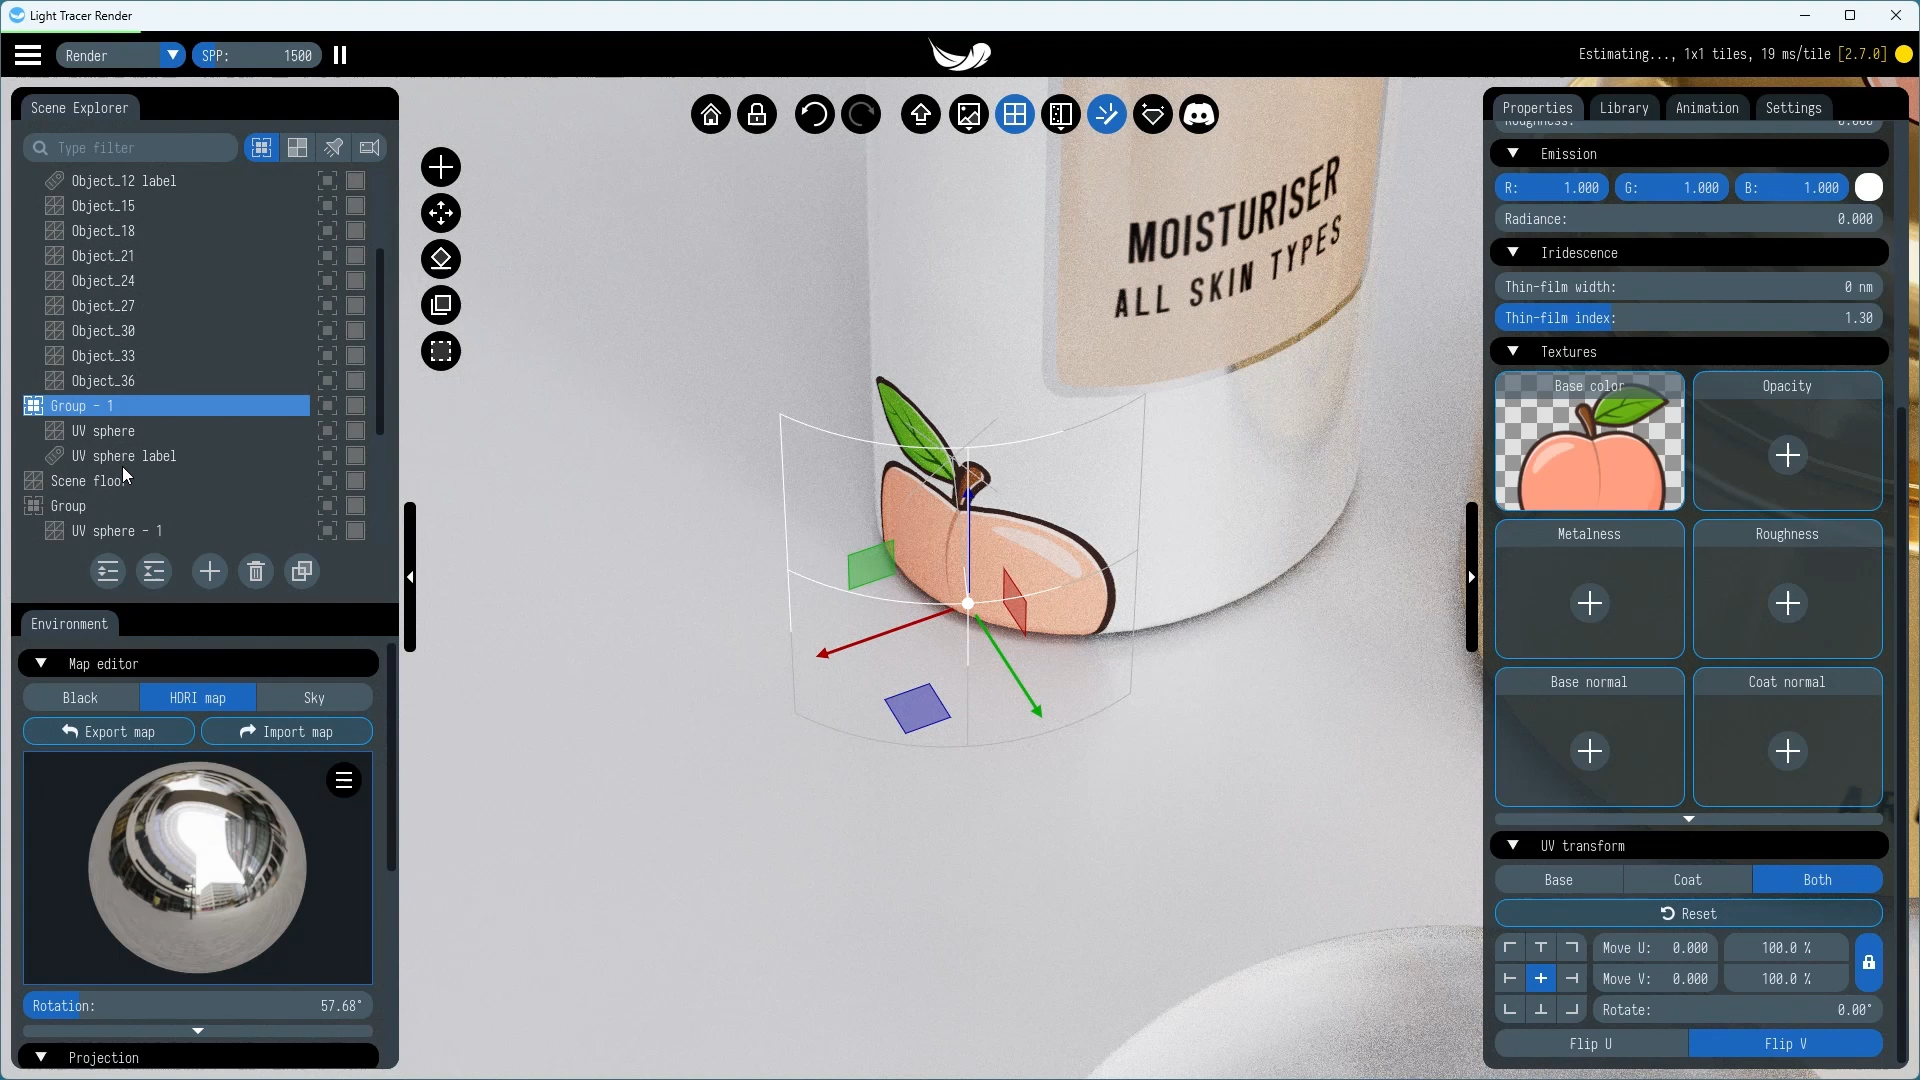 Light Tracer Render
Render
SPP: 1500
Estimating..., 1x1 tiles, 19 ms/tile [2.7.0]
Scene Explorer
Type filter
Object_12 label
Object_15
Object_18
Object_21
Object_24
Object_27
Object_30
Object_33
Object_36
Group - 1
UV sphere
UV sphere label
Scene floor
Group
UV sphere - 1
Environment
Map editor
Black
HDRI map
Sky
Export map
Import map
Rotation: 57.68°
Projection
MOISTURISER
ALL SKIN TYPES
Properties
Library
Animation
Settings
Roughness: 0.000
Emission
R: 1.000
G: 1.000
B: 1.000
Radiance: 0.000
Iridescence
Thin-film width: 0 nm
Thin-film index: 1.30
Textures
Base color
Opacity
Metalness
Roughness
Base normal
Coat normal
UV transform
Base
Coat
Both
Reset
Move U: 0.000
100.0 %
Move V: 0.000
100.0 %
Rotate: 0.00°
Flip U
Flip V